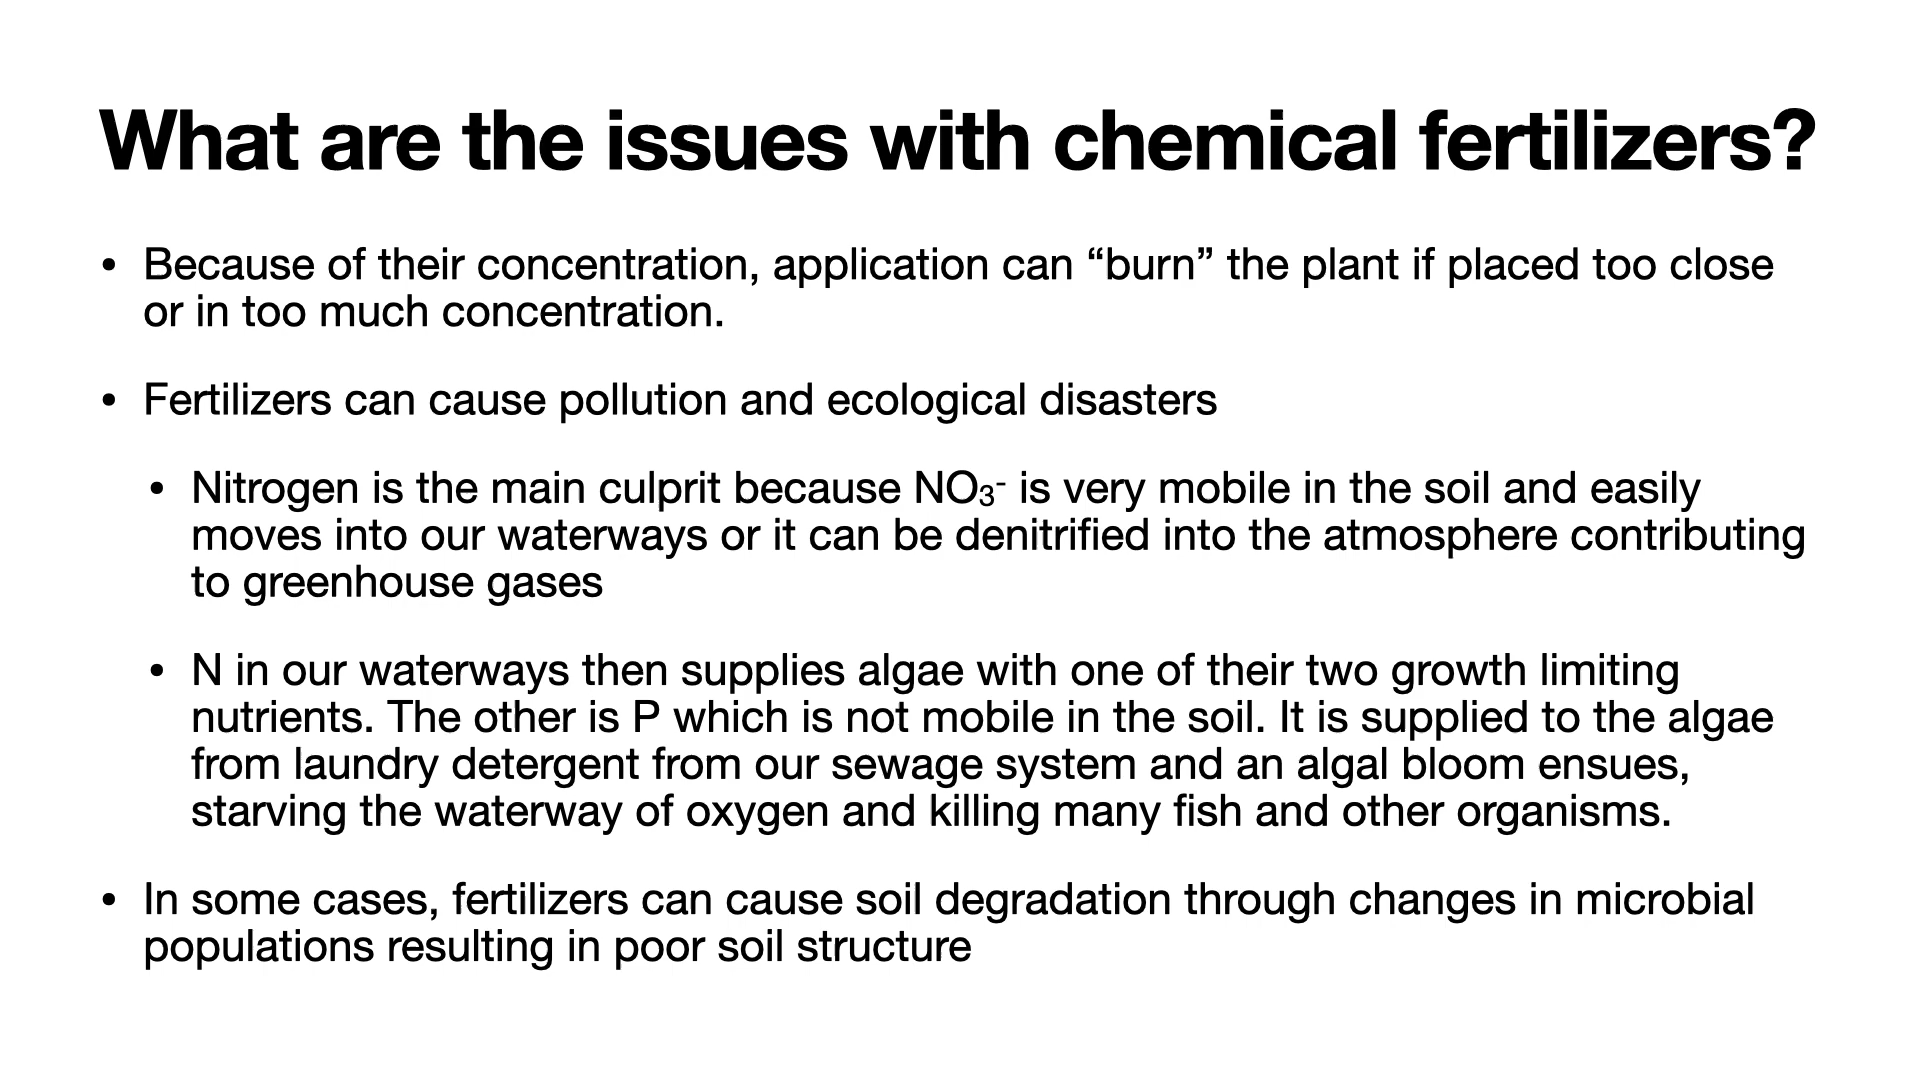 What are the issues with chemical fertilizers?
• Because of their concentration, application can “burn” the plant if placed too close
or in too much concentration.
• Fertilizers can cause pollution and ecological disasters
• Nitrogen is the main culprit because NO₃⁻ is very mobile in the soil and easily
moves into our waterways or it can be denitrified into the atmosphere contributing
to greenhouse gases
• N in our waterways then supplies algae with one of their two growth limiting
nutrients. The other is P which is not mobile in the soil. It is supplied to the algae
from laundry detergent from our sewage system and an algal bloom ensues,
starving the waterway of oxygen and killing many fish and other organisms.
• In some cases, fertilizers can cause soil degradation through changes in microbial
populations resulting in poor soil structure